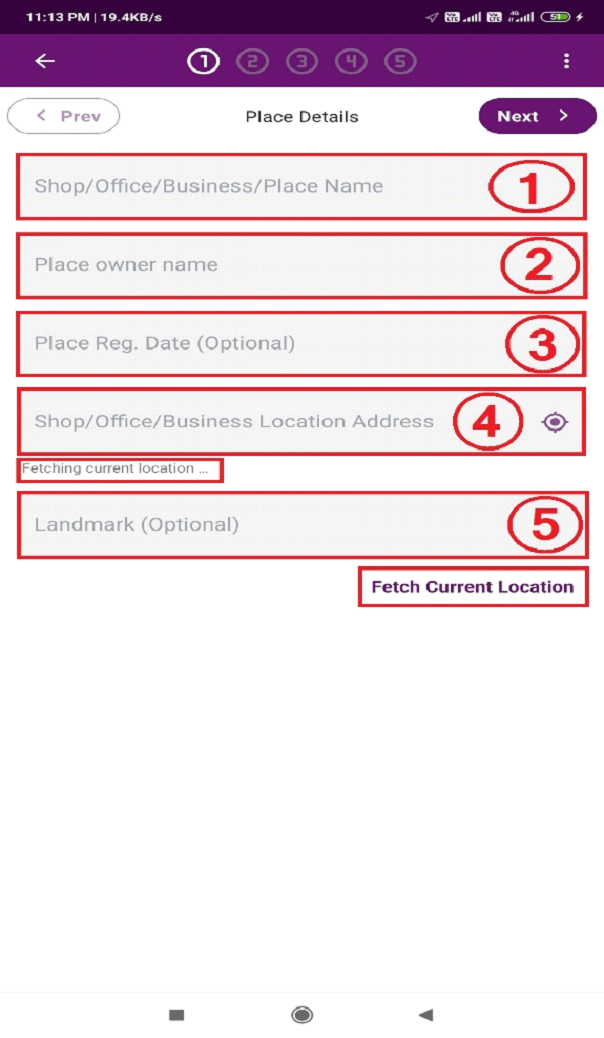 11:13 PM | 19.4KB/s 4G 51
1 2 3 4 5
Prev Place Details Next
Shop/Office/Business/Place Name 1
Place owner name 2
Place Reg. Date (Optional) 3
Shop/Office/Business Location Address 4
Fetching current location ...
Landmark (Optional) 5
Fetch Current Location